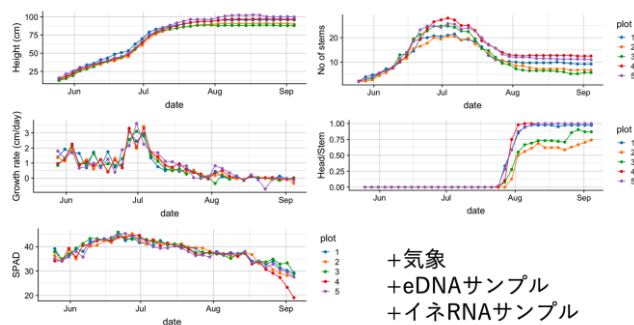 Height (cm)
100
75
50
25
Jun
Jul
Aug
Sep
date
No of stems
20
10
Jun
Jul
Aug
Sep
date
plot
1
2
3
4
5
Growth rate (cm/day)
3
2
1
0
Jun
Jul
Aug
Sep
date
Head/Stem
1.00
0.75
0.50
0.25
0.00
Jun
Jul
Aug
Sep
date
plot
1
2
3
4
5
SPAD
40
30
20
Jun
Jul
Aug
Sep
date
plot
1
2
3
4
5
+気象
+eDNAサンプル
+イネRNAサンプル